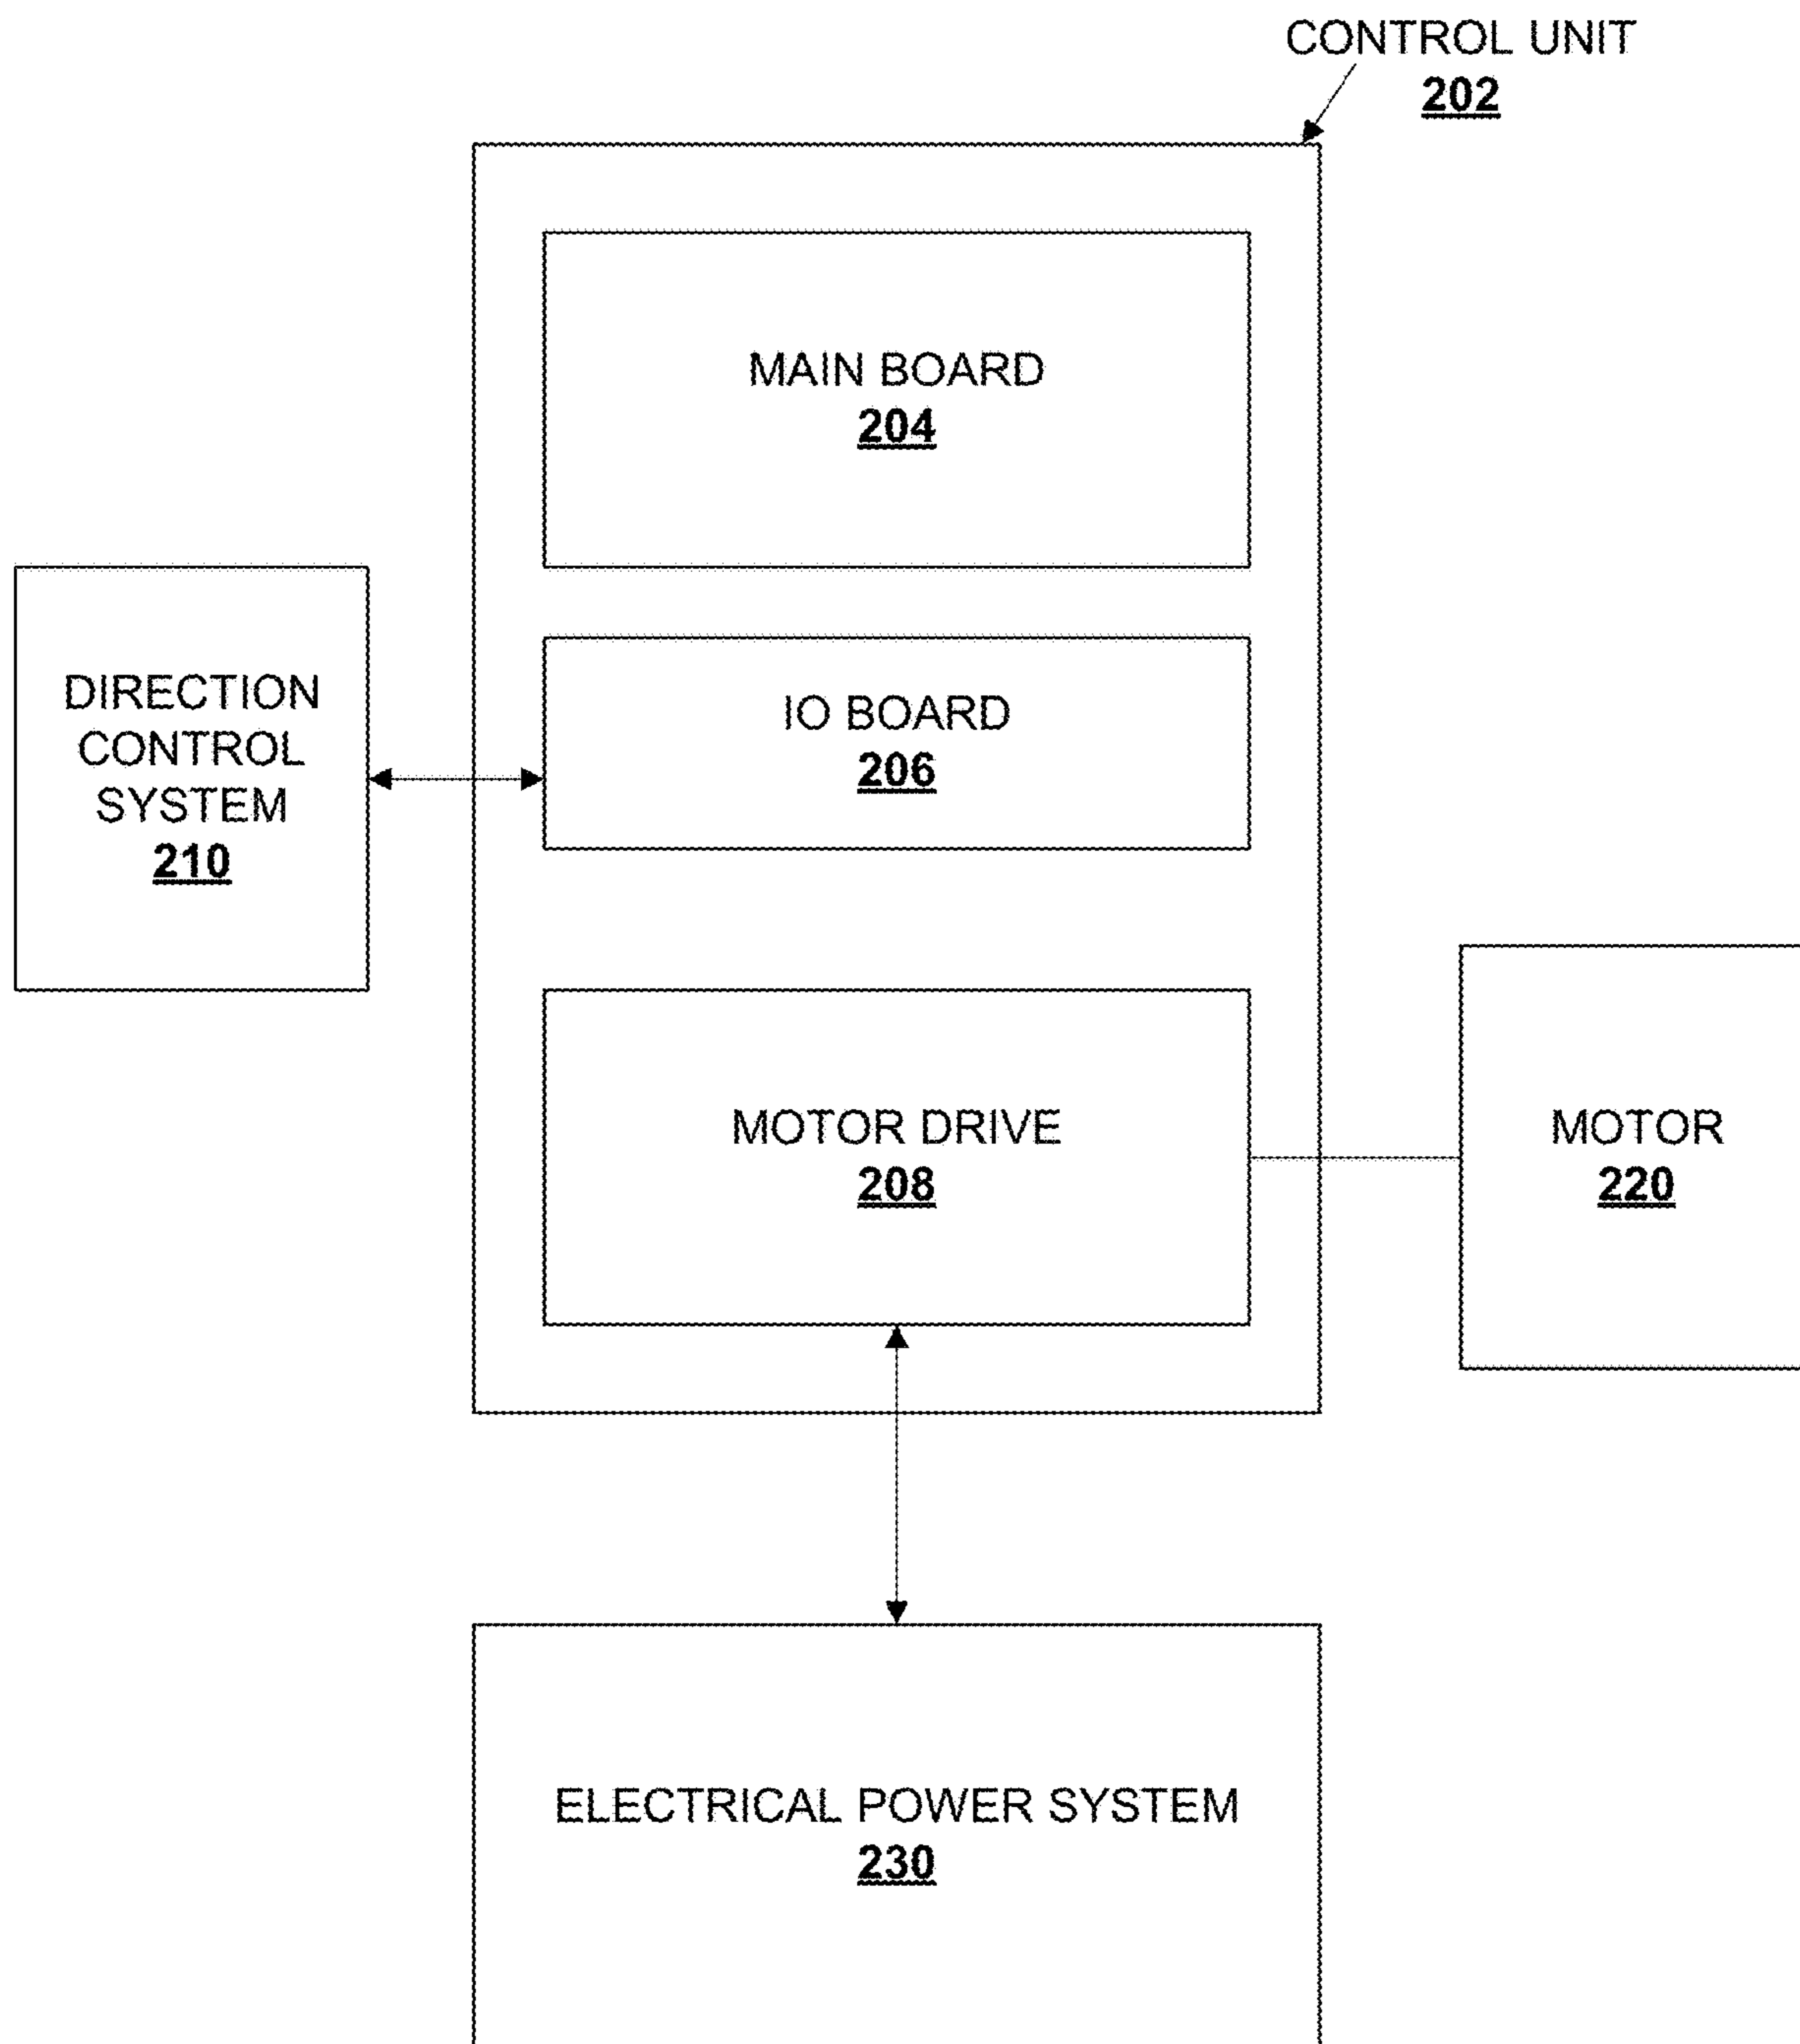 CONTROL UNIT
202
MAIN BOARD
204
DIRECTION
CONTROL
SYSTEM
210
IO BOARD
206
MOTOR DRIVE
208
MOTOR
220
ELECTRICAL POWER SYSTEM
230